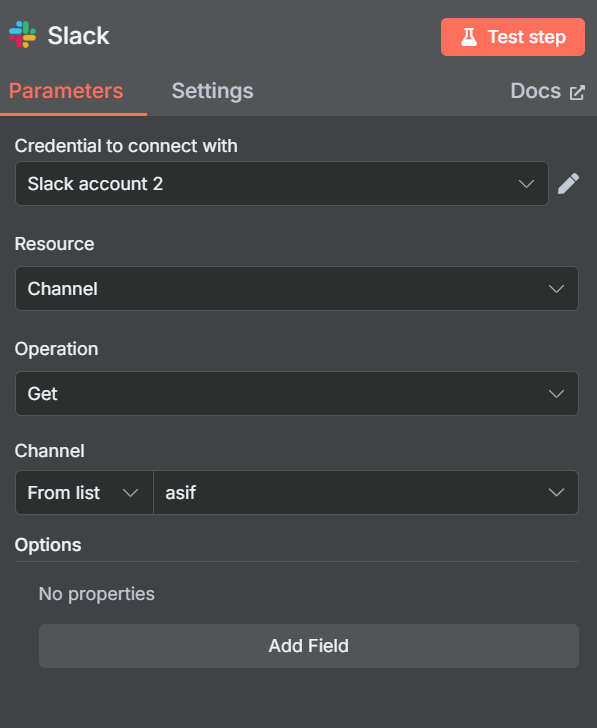 Slack
Test step
Parameters Settings Docs
Credential to connect with
Slack account 2
Resource
Channel
Operation
Get
Channel
From list asif
Options
No properties
Add Field